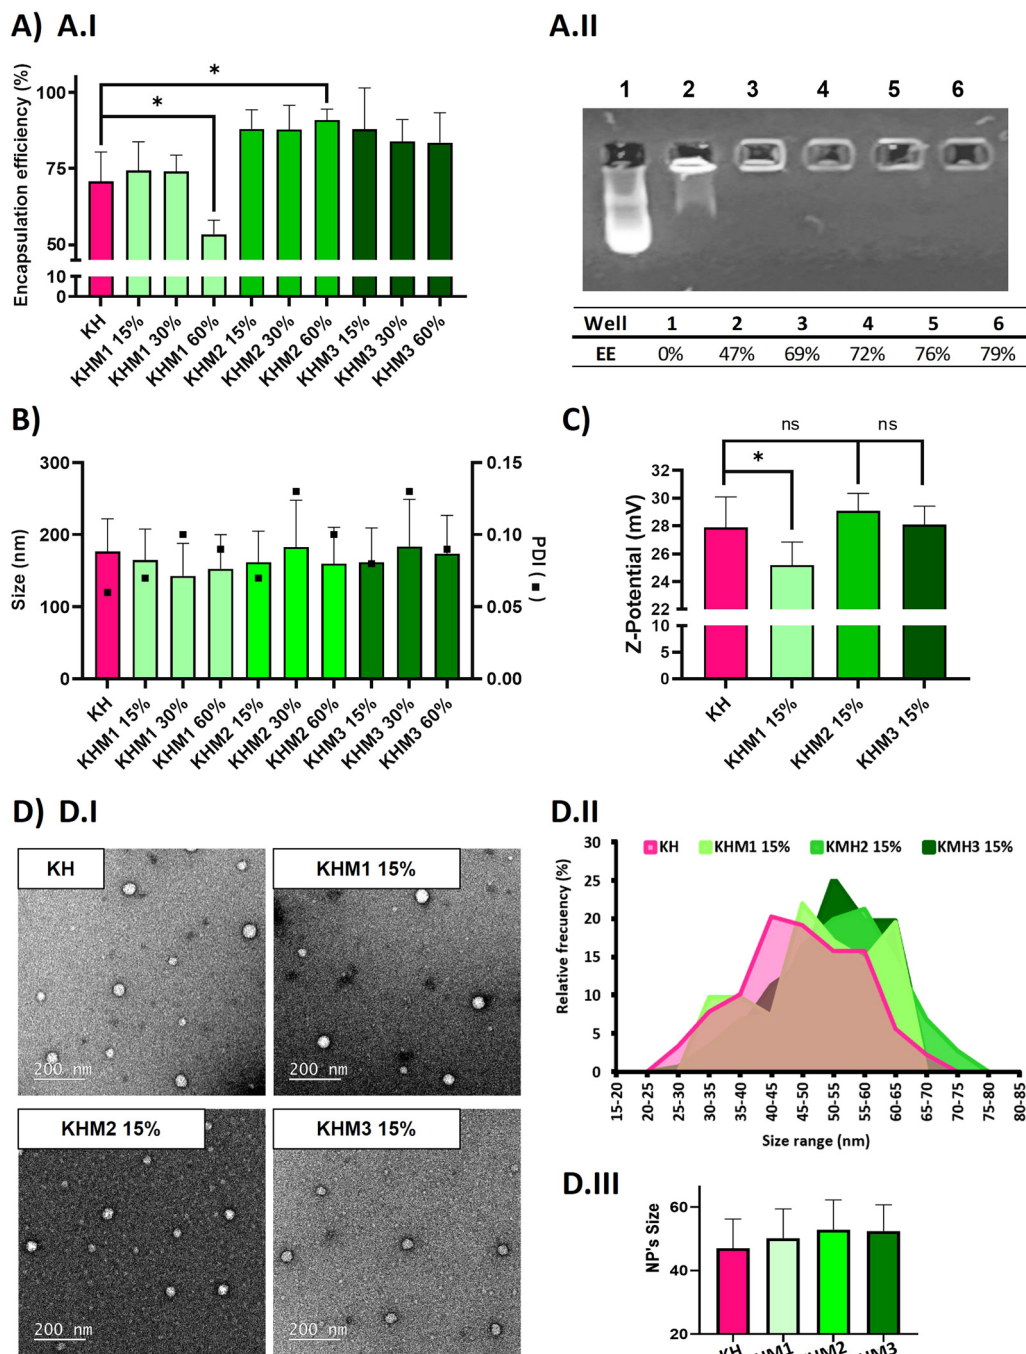 A) A.I
Encapsulation efficiency (%)
100
75
50
10
0
*
*
KH
KHM1 15%
KHM1 30%
KHM1 60%
KHM2 15%
KHM2 30%
KHM2 60%
KHM3 15%
KHM3 30%
KHM3 60%
A.II
1 2 3 4 5 6
Well 1 2 3 4 5 6
EE 0% 47% 69% 72% 76% 79%
B)
Size (nm)
300
200
100
0
0.15
0.10
0.05
0.00
PDI (■)
KH
KHM1 15%
KHM1 30%
KHM1 60%
KHM2 15%
KHM2 30%
KHM2 60%
KHM3 15%
KHM3 30%
KHM3 60%
C)
ns ns
*
Z-Potential (mV)
32
30
28
26
24
22
10
5
0
KH
KHM1 15%
KHM2 15%
KHM3 15%
D) D.I
KH
200 nm
KHM1 15%
200 nm
KHM2 15%
200 nm
KHM3 15%
200 nm
D.II
KH KHM1 15% KMH2 15% KMH3 15%
Relative frecuency (%)
30
25
20
15
10
5
0
15-20
20-25
25-30
30-35
35-40
40-45
45-50
50-55
55-60
60-65
65-70
70-75
75-80
80-85
Size range (nm)
D.III
NP's Size
60
40
20
KH